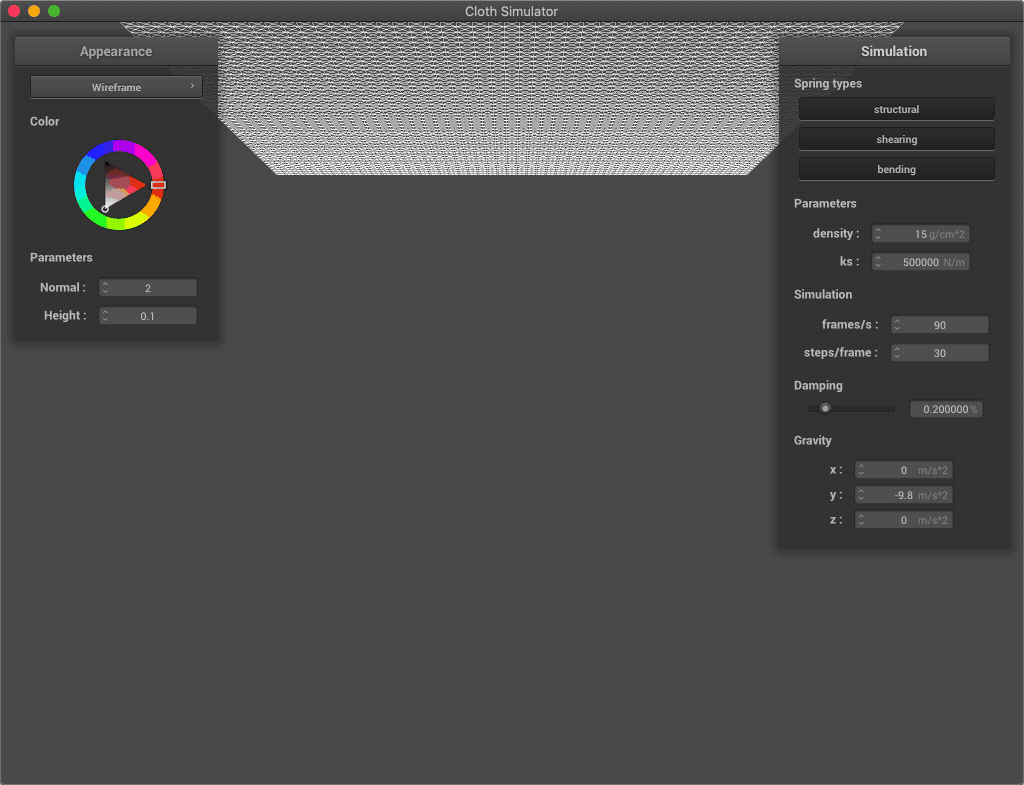 Cloth Simulator
Appearance
Wireframe
Color
Parameters
Normal : 2
Height : 0.1
Simulation
Spring types
structural
shearing
bending
Parameters
density : 15 g/cm^2
ks : 500000 N/m
Simulation
frames/s : 90
steps/frame : 30
Damping
0.200000 %
Gravity
x : 0 m/s^2
y : -9.8 m/s^2
z : 0 m/s^2